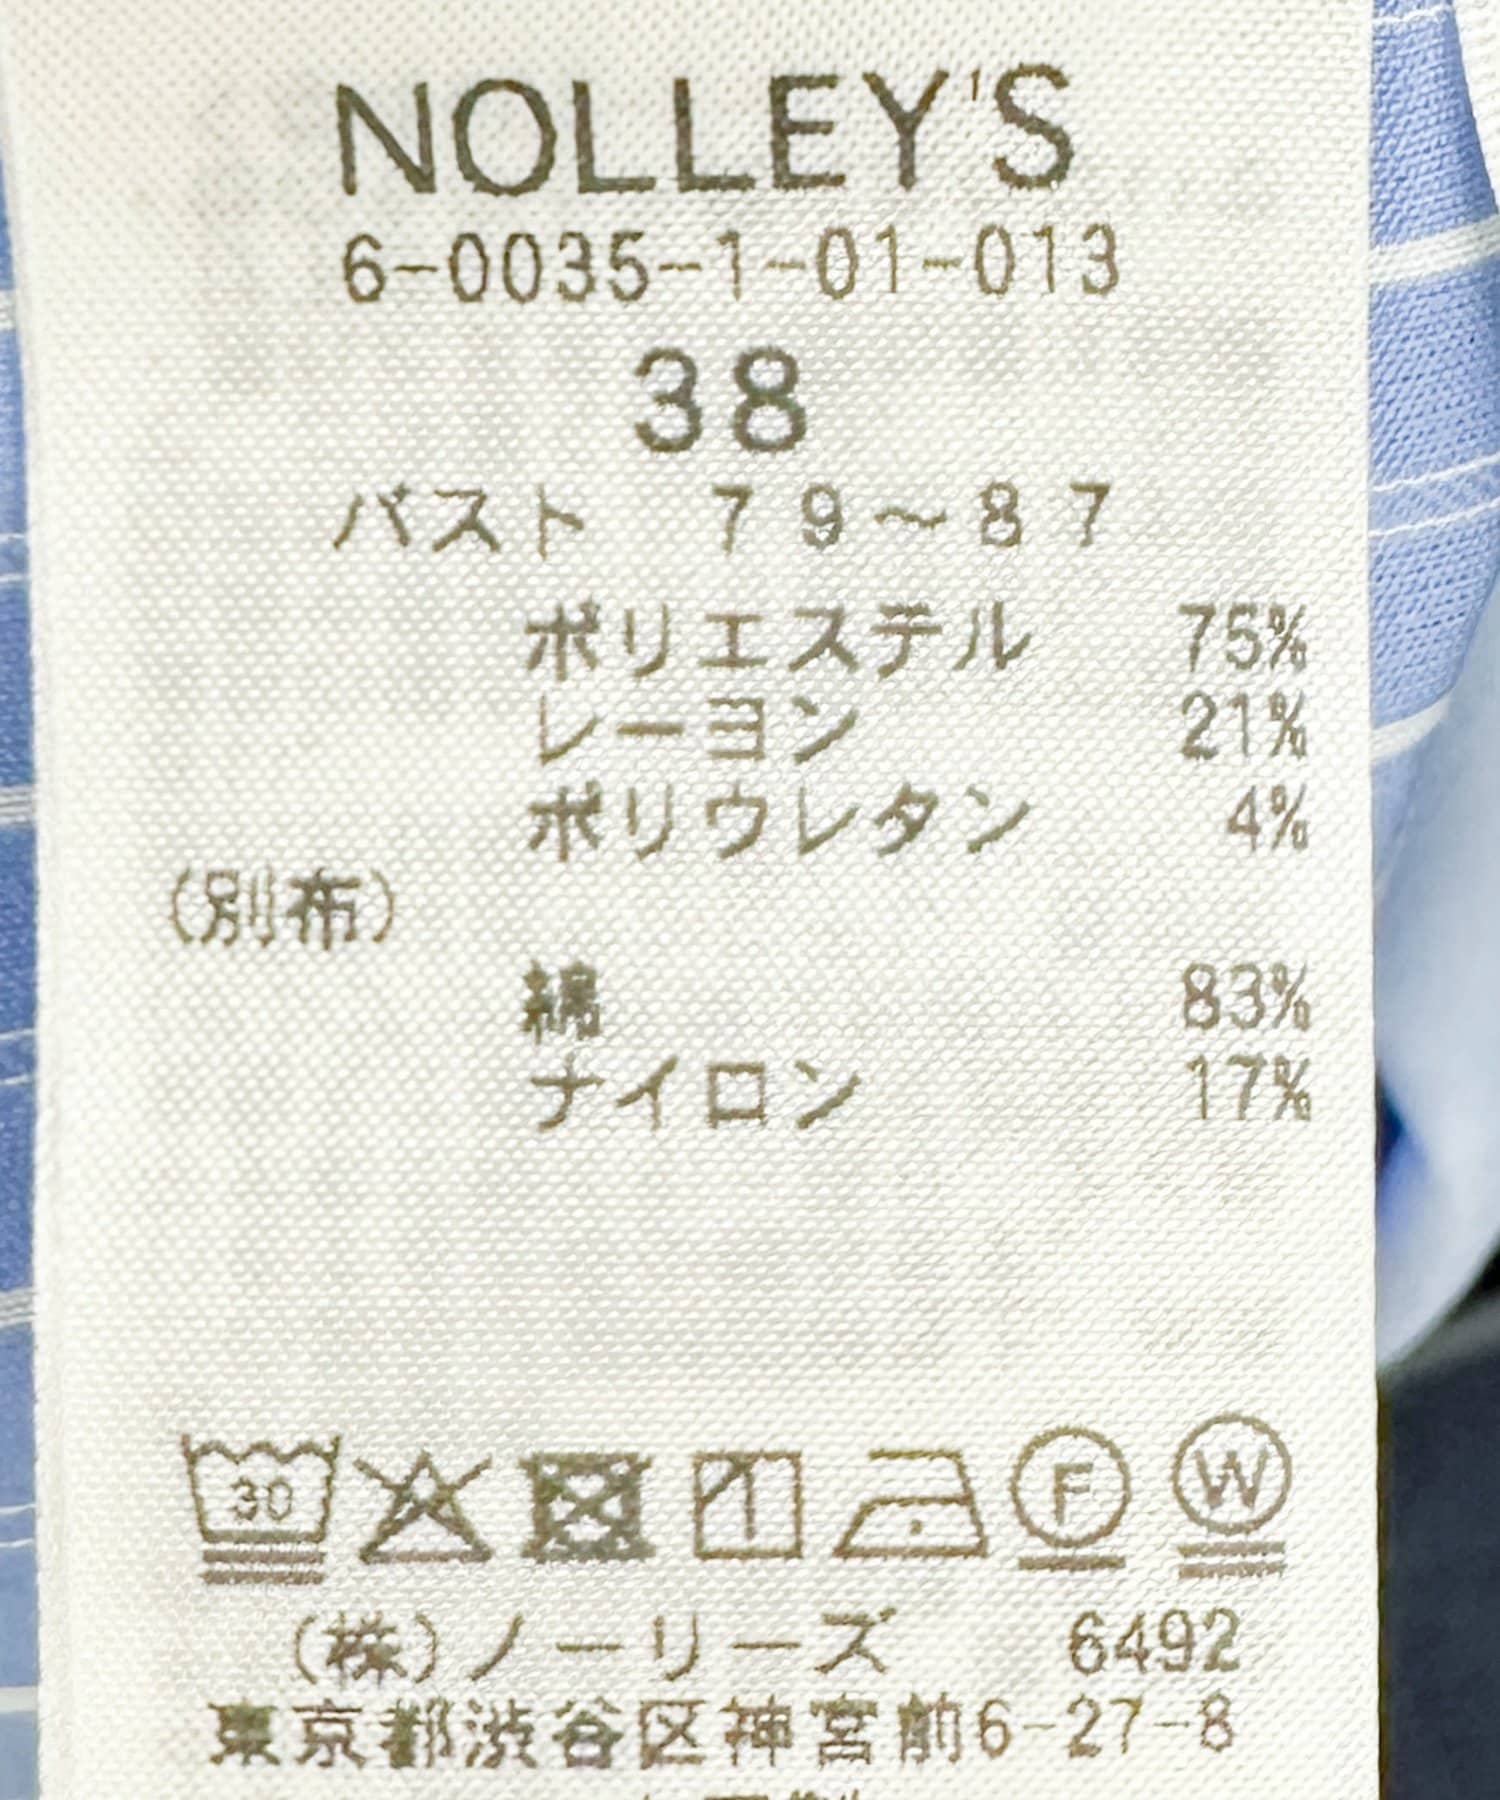 NOLLEY'S
6-0035-1-01-013
38
バスト 79～87
ポリエステル 75%
レーヨン 21%
ポリウレタン 4%
(別布)
綿 83%
ナイロン 17%
30 1 F W
(株)ノーリーズ 6492
東京都渋谷区神宮前6-27-8